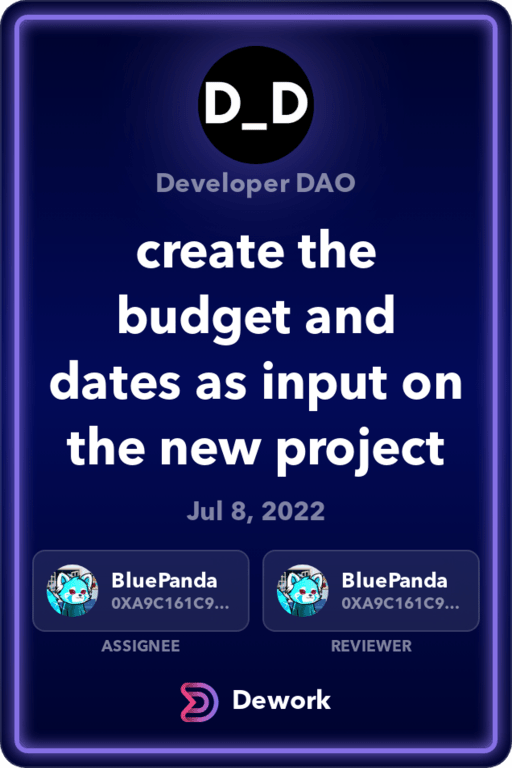 D_D
Developer DAO
create the
budget and
dates as input on
the new project
Jul 8, 2022
BluePanda
0XA9C161C9...
ASSIGNEE
BluePanda
0XA9C161C9...
REVIEWER
Dework